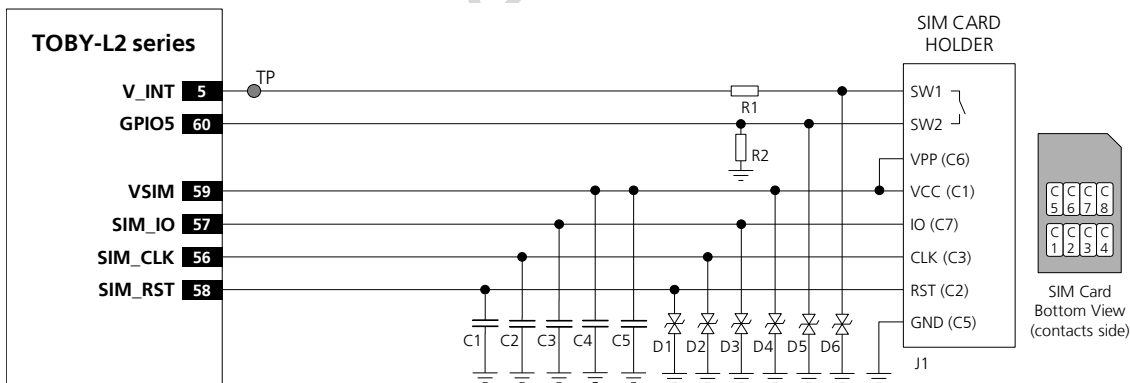 TOBY-L2 series
V_INT 5
GPIO5 60
VSIM 59
SIM_IO 57
SIM_CLK 56
SIM_RST 58
TP
R1
R2
C1 C2 C3 C4 C5 D1 D2 D3 D4 D5 D6
SIM CARD
HOLDER
SW1
SW2
VPP (C6)
VCC (C1)
IO (C7)
CLK (C3)
RST (C2)
GND (C5)
J1
C5 C6 C7 C8
C1 C2 C3 C4
SIM Card
Bottom View
(contacts side)